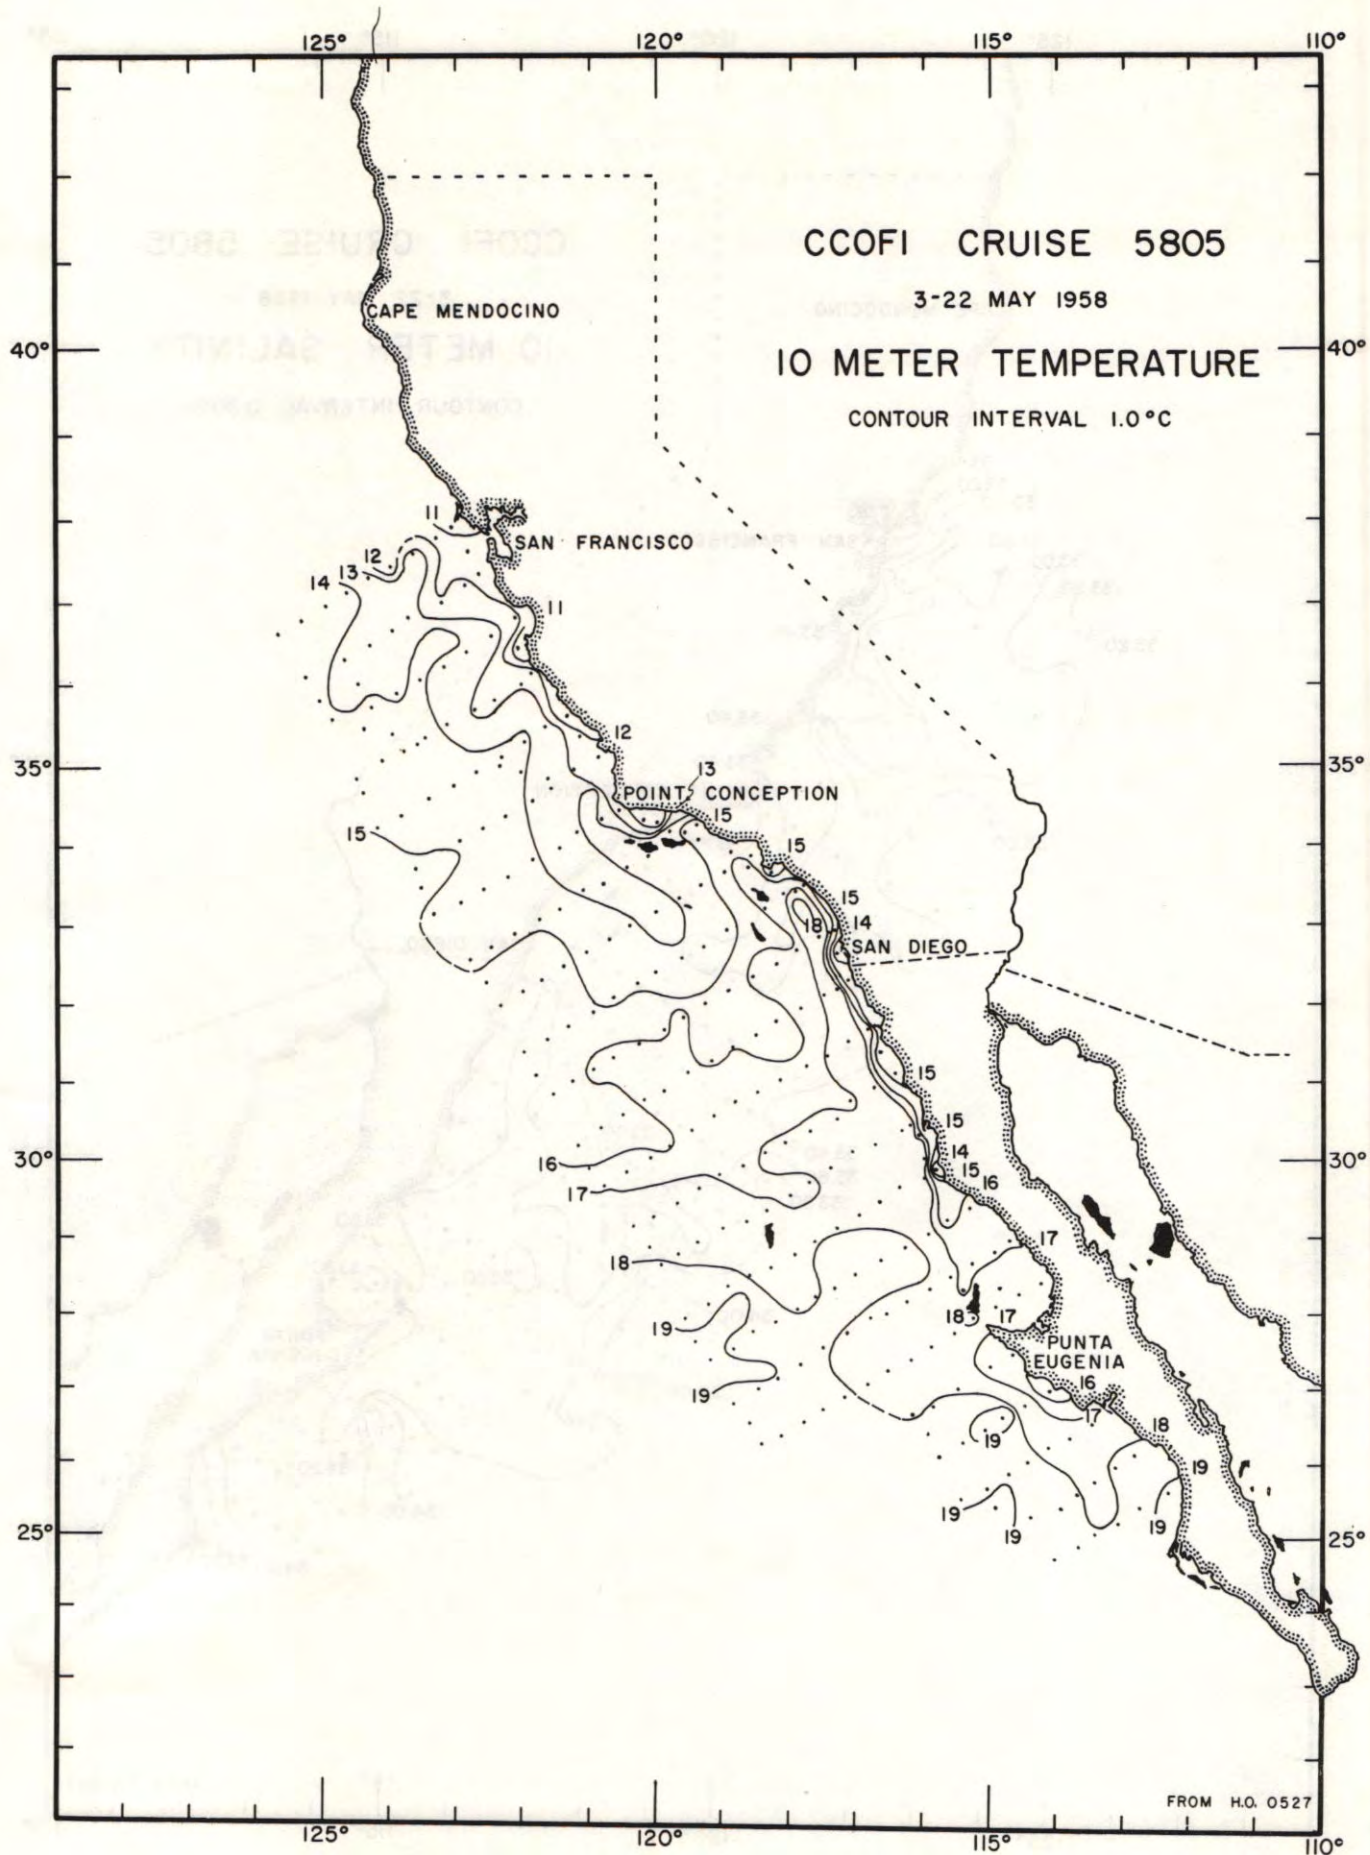 125° 120° 115° 110°
CCOFI CRUISE 5805
3-22 MAY 1958
10 METER TEMPERATURE
CONTOUR INTERVAL 1.0°C
CAPE MENDOCINO
40° 40°
11
SAN FRANCISCO
12
13
14
11
12
35° 35°
13
POINT CONCEPTION
15
15
15
15
14
18
SAN DIEGO
15
15
14
30° 30°
16
15
16
17
17
18
19
18
17
PUNTA
EUGENIA
16
19
17
18
19
19
25° 25°
19
19
19
FROM H.O. 0527
125° 120° 115° 110°